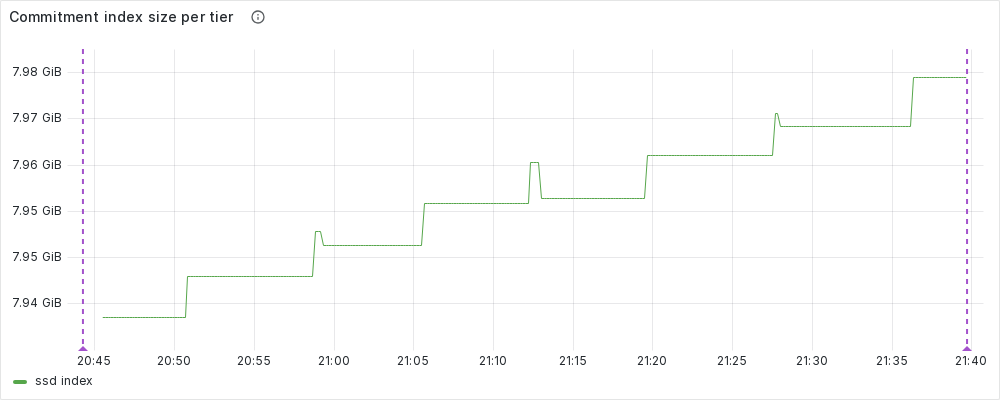 Commitment index size per tier
7.98 GiB
7.97 GiB
7.96 GiB
7.95 GiB
7.95 GiB
7.94 GiB
20:45 20:50 20:55 21:00 21:05 21:10 21:15 21:20 21:25 21:30 21:35 21:40
ssd index